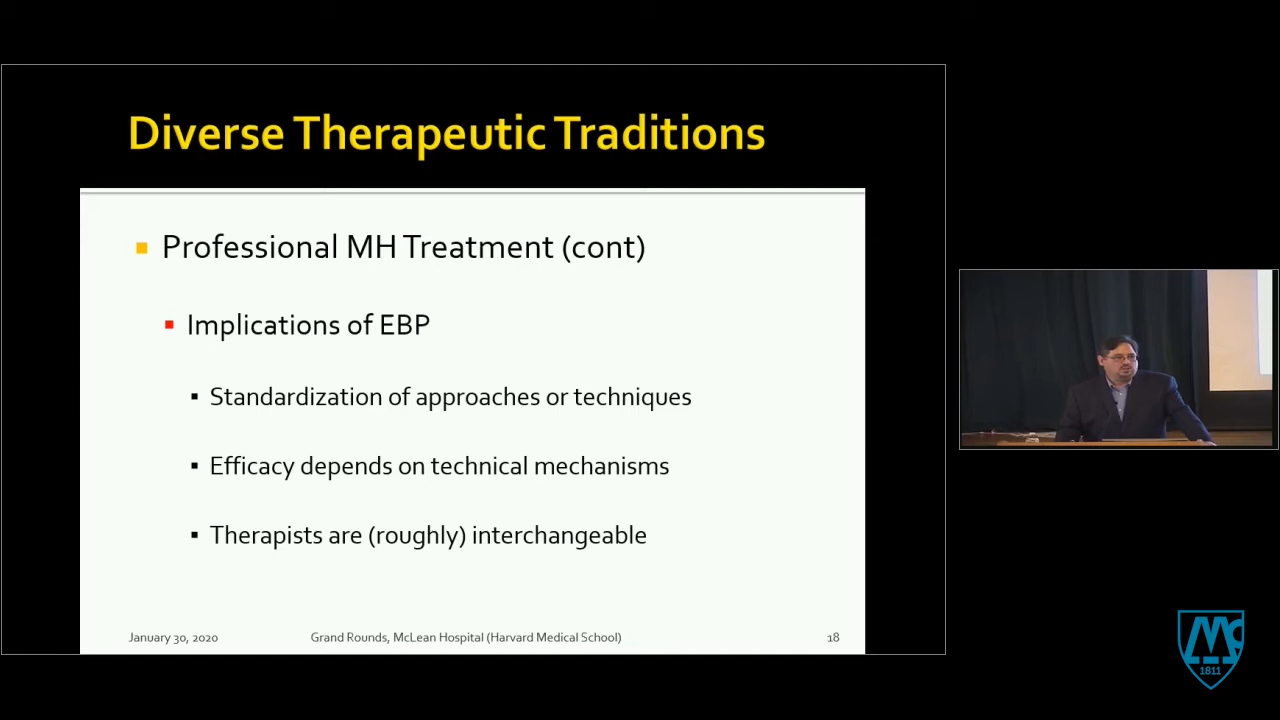 Diverse Therapeutic Traditions
Professional MH Treatment (cont)
Implications of EBP
Standardization of approaches or techniques
Efficacy depends on technical mechanisms
Therapists are (roughly) interchangeable
January 30, 2020 Grand Rounds, McLean Hospital (Harvard Medical School) 18
Mc
1811